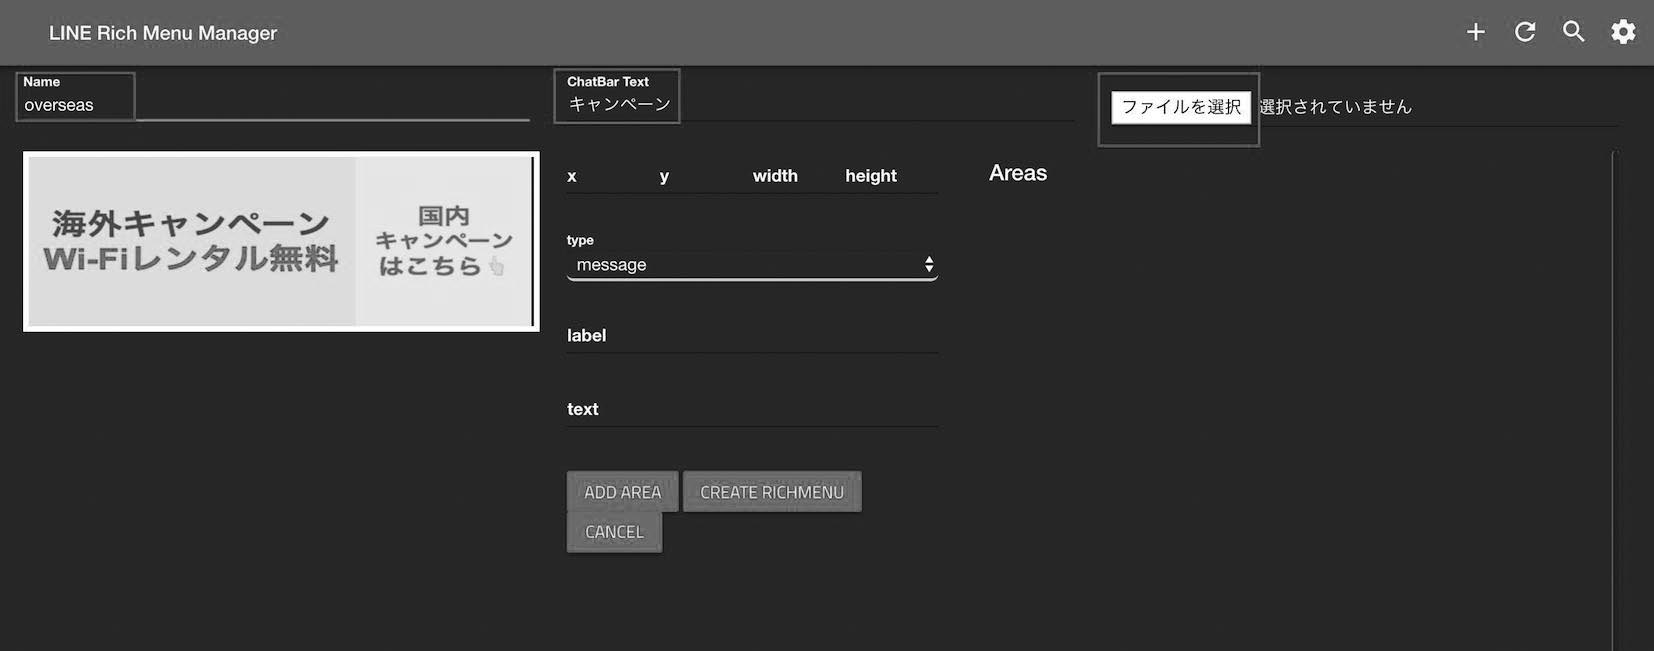 LINE Rich Menu Manager
Name
overseas
ChatBar Text
キャンペーン
ファイルを選択 選択されていません
海外キャンペーン
Wi-Fiレンタル無料
国内
キャンペーン
はこちら👆
x y width height
type
message
label
text
ADD AREA CREATE RICHMENU
CANCEL
Areas